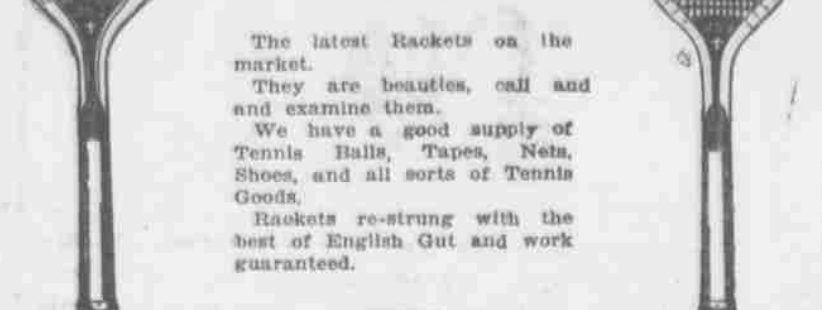 The latest Rackets on the
market.
They are beauties, call and
and examine them.
We have a good supply of
Tennis Balls, Tapes, Nets,
Shoes, and all sorts of Tennis
Goods.
Rackets re-strung with the
best of English Gut and work
guaranteed.